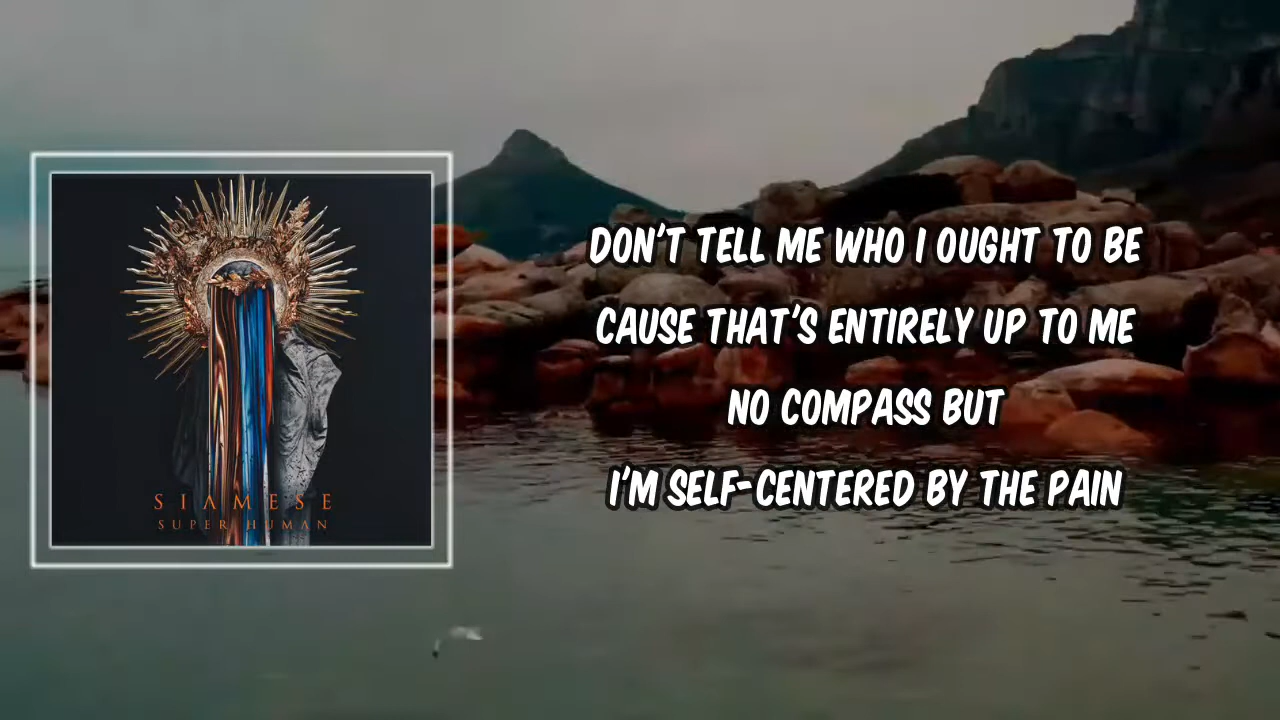 SIAMESE
SUPER HUMAN
DON'T TELL ME WHO I OUGHT TO BE
CAUSE THAT'S ENTIRELY UP TO ME
NO COMPASS BUT
I'M SELF-CENTERED BY THE PAIN